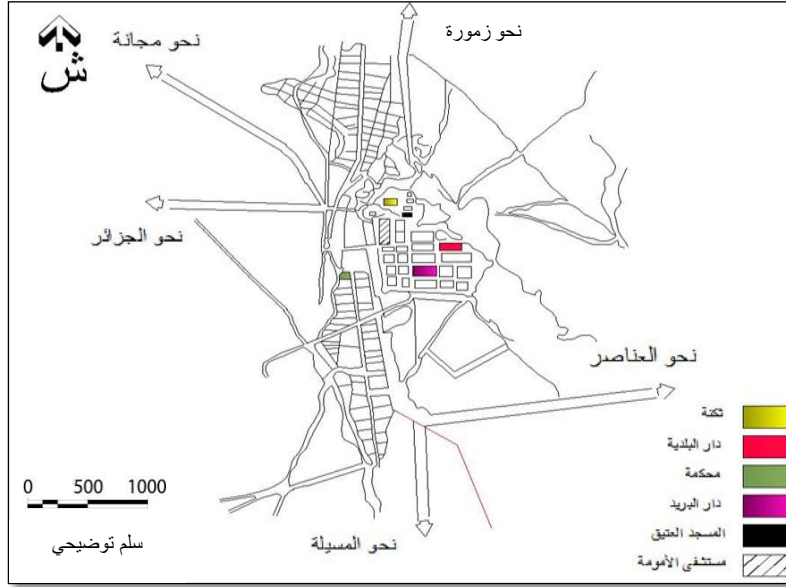 ش
نحو مجانة
نحو زمورة
نحو الجزائر
نحو العناصر
ثكنة
دار البلدية
محكمة
دار البريد
المسجد العتيق
مستشفى الأمومة
0 500 1000
سلم توضيحي
نحو المسيلة